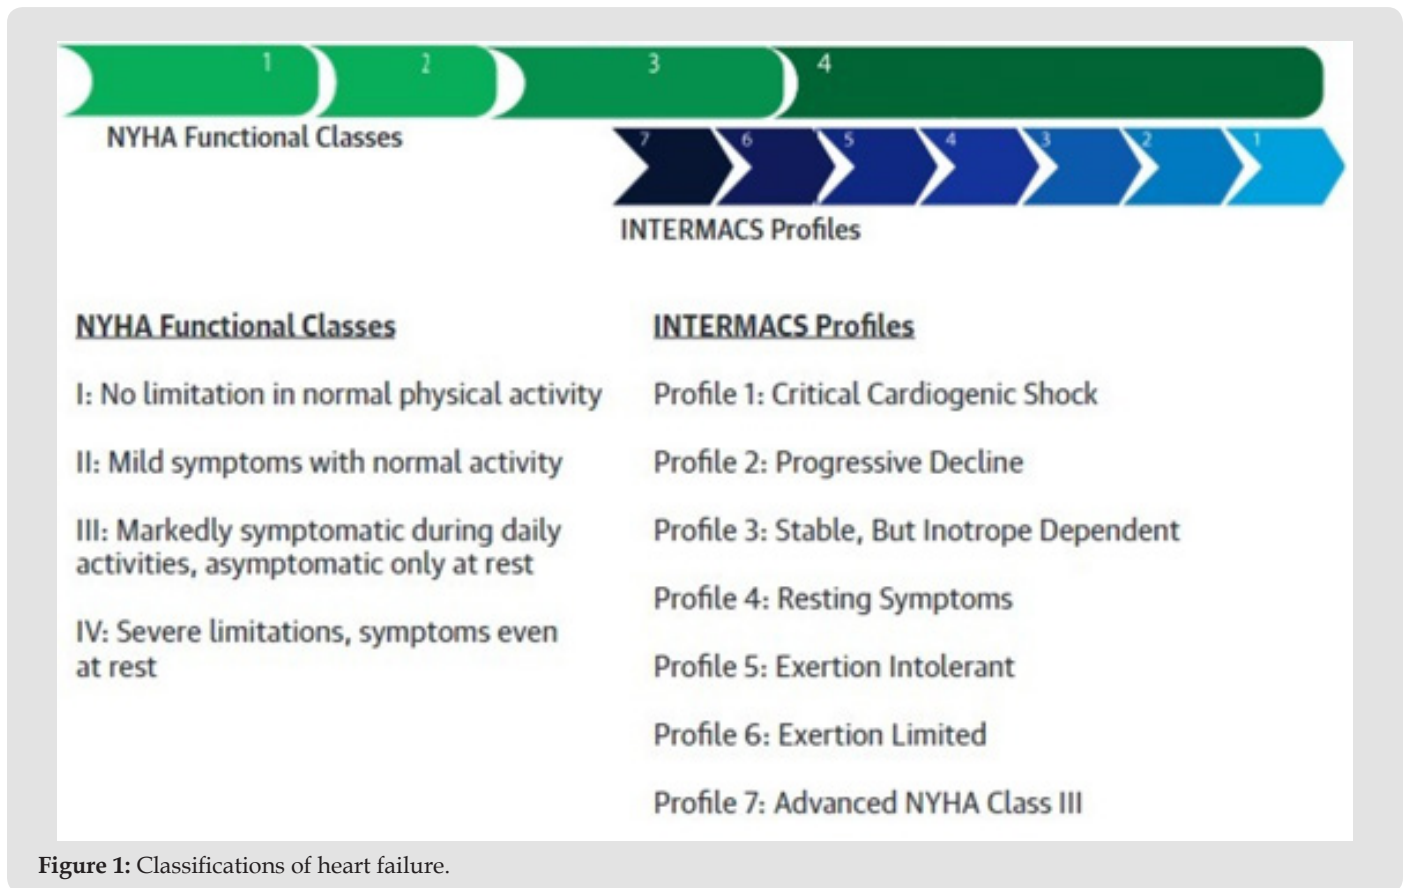 1 2 3 4
NYHA Functional Classes
7 6 5 4 3 2 1
INTERMACS Profiles
NYHA Functional Classes
I: No limitation in normal physical activity
II: Mild symptoms with normal activity
III: Markedly symptomatic during daily
activities, asymptomatic only at rest
IV: Severe limitations, symptoms even
at rest
INTERMACS Profiles
Profile 1: Critical Cardiogenic Shock
Profile 2: Progressive Decline
Profile 3: Stable, But Inotrope Dependent
Profile 4: Resting Symptoms
Profile 5: Exertion Intolerant
Profile 6: Exertion Limited
Profile 7: Advanced NYHA Class III
Figure 1: Classifications of heart failure.